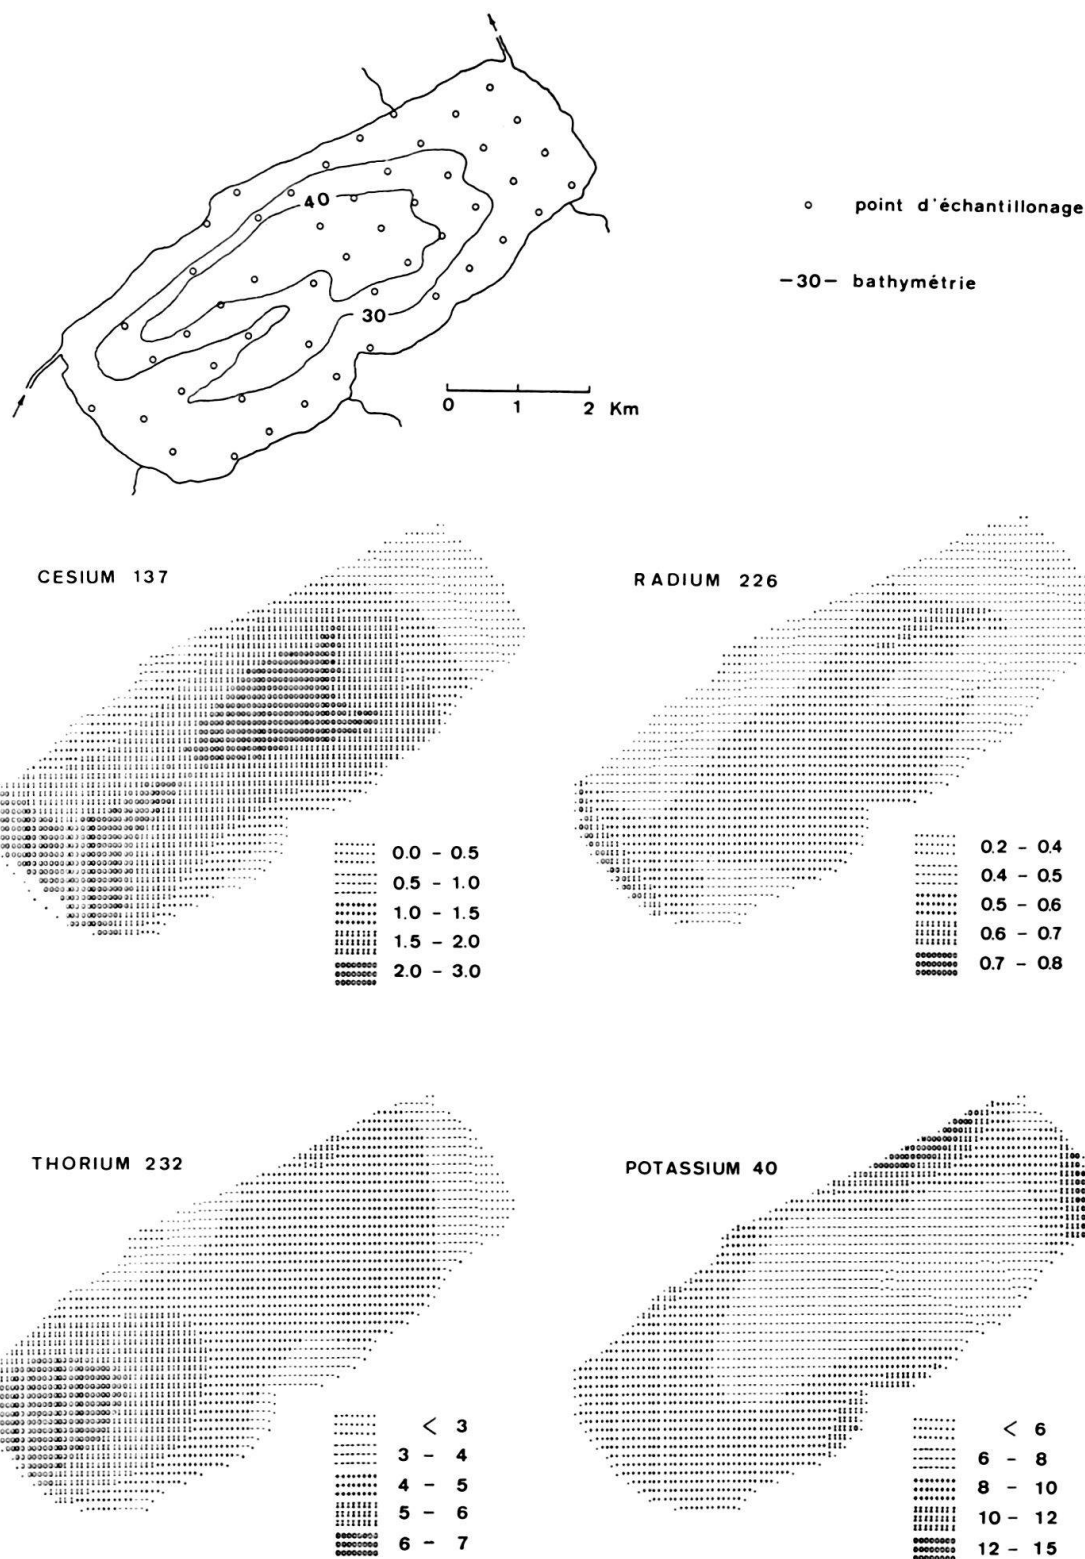 40
30
o point d'échantillonage
-30- bathymétrie
0 1 2 Km
CESIUM 137
0.0 - 0.5
0.5 - 1.0
1.0 - 1.5
1.5 - 2.0
2.0 - 3.0
RADIUM 226
0.2 - 0.4
0.4 - 0.5
0.5 - 0.6
0.6 - 0.7
0.7 - 0.8
THORIUM 232
< 3
3 - 4
4 - 5
5 - 6
6 - 7
POTASSIUM 40
< 6
6 - 8
8 - 10
10 - 12
12 - 15